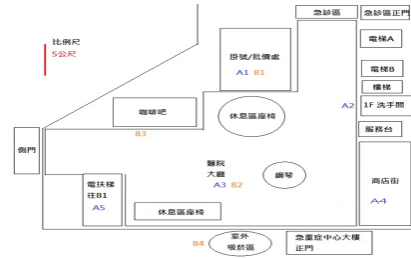 急診區
急診區正門
比例尺
5公尺
電梯A
掛號/批價處
A1 B1
電梯B
樓梯
咖啡吧
休息區座椅
A2
1F 洗手間
B3
服務台
側門
醫院
大廳
A3 B2
鋼琴
商店街
電扶梯
往B1
A5
休息區座椅
A4
B4
室外
吸菸區
急重症中心大樓
正門